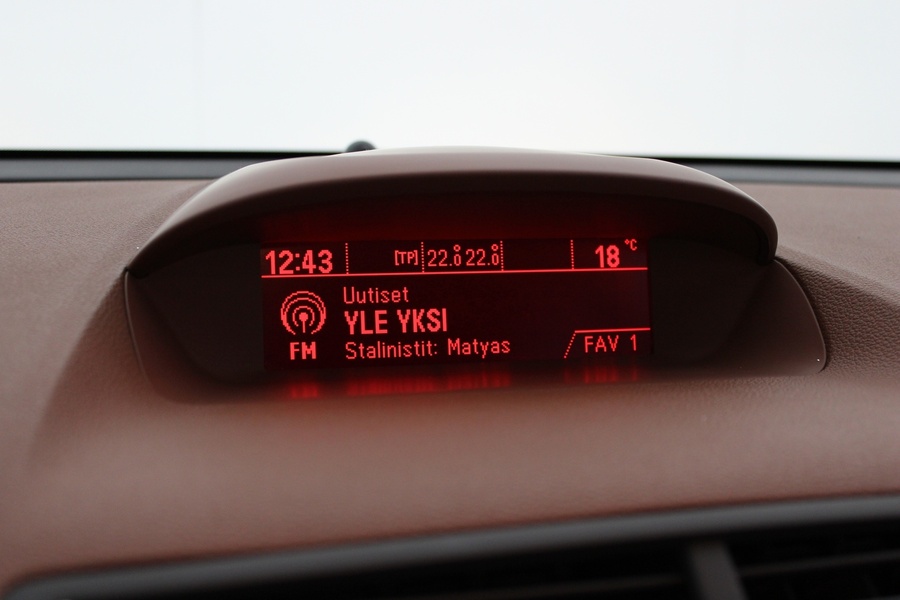 12:43 [TP] 22.0° 22.0° 18 °C
Uutiset
YLE YKSI
FM Stalinistit: Matyas
FAV 1